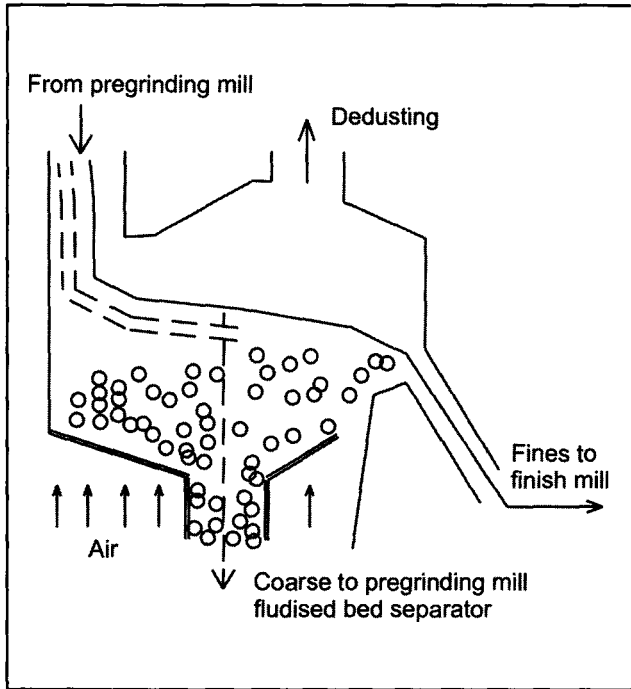 From pregrinding mill
Dedusting
Fines to
finish mill
Air
Coarse to pregrinding mill
fludised bed separator